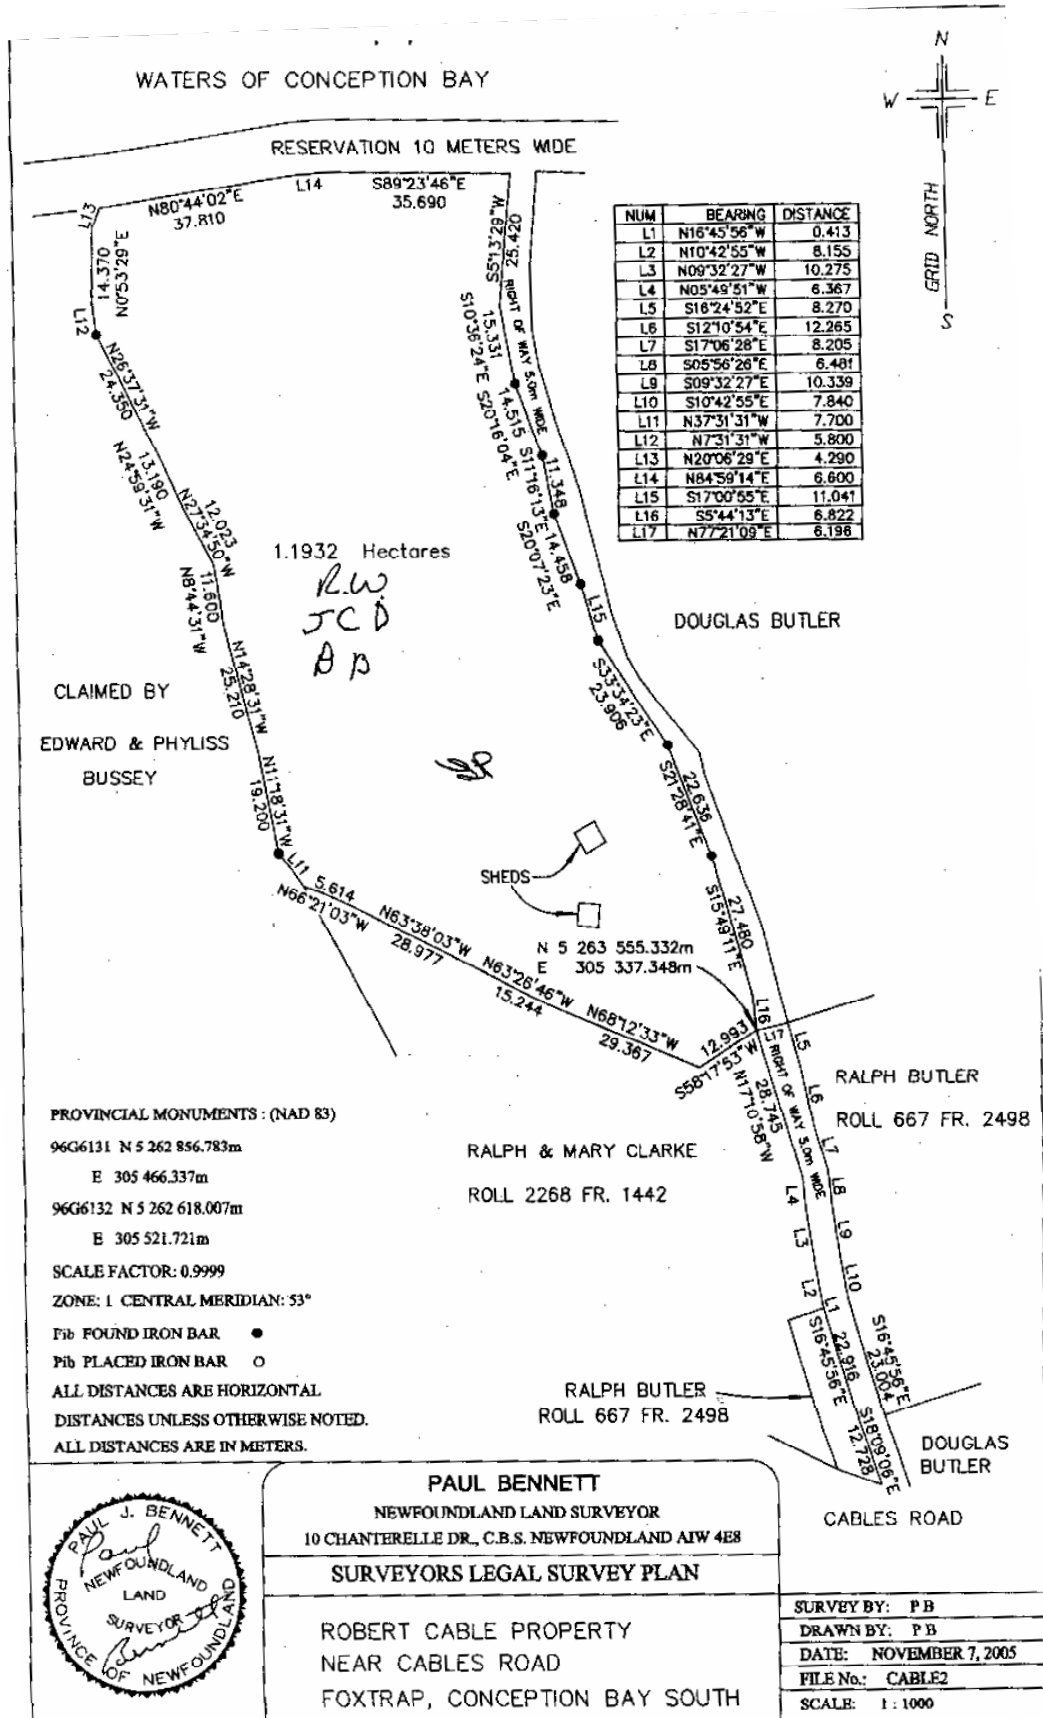 WATERS OF CONCEPTION BAY
N
W E
S
GRID NORTH
RESERVATION 10 METERS WIDE
L13
N80°44'02"E
37.810
L14
S89°23'46"E
35.690
S5°13'29"W
25.420
RIGHT OF WAY 5.0m WIDE
14.370
N0°53'29"E
L12
NUM BEARING DISTANCE
L1 N16°45'56"W 0.413
L2 N10°42'55"W 8.155
L3 N09°32'27"W 10.275
L4 N05°49'51"W 6.367
L5 S16°24'52"E 8.270
L6 S12°10'54"E 12.265
L7 S17°06'28"E 8.205
L8 S05°56'26"E 6.481
L9 S09°32'27"E 10.339
L10 S10°42'55"E 7.840
L11 N37°31'31"W 7.700
L12 N7°31'31"W 5.800
L13 N20°06'29"E 4.290
L14 N84°59'14"E 6.600
L15 S17°00'55"E 11.041
L16 S5°44'13"E 6.822
L17 N77°21'09"E 6.196
15.331
S10°36'24"E
14.515
S20°16'04"E
11.348
S11°16'13"E
14.458
S20°07'23"E
L15
N26°37'31"W
24.350
13.190
N24°59'31"W
12.023
N27°34'50"W
11.600
N8°44'31"W
N14°28'31"W
25.210
N11°18'31"W
19.200
1.1932 Hectares
R.W
JCD
DOUGLAS BUTLER
S33°34'23"E
23.906
CLAIMED BY
EDWARD & PHYLISS
BUSSEY
22.636
S21°28'41"E
SHEDS
L11
5.614
N66°21'03"W
N63°38'03"W
28.977
N63°26'46"W
15.244
N68°12'33"W
29.367
27.480
S15°49'11"E
N 5 263 555.332m
E 305 337.348m
L16
L17
12.993
S58°17'53"W
L5
L6
L7
L8
L9
L10
28.745
N17°10'58"W
RIGHT OF WAY 5.0m WIDE
L4
L3
L2
L1
RALPH BUTLER
ROLL 667 FR. 2498
RALPH & MARY CLARKE
ROLL 2268 FR. 1442
PROVINCIAL MONUMENTS : (NAD 83)
96G6131 N 5 262 856.783m
E 305 466.337m
96G6132 N 5 262 618.007m
E 305 521.721m
SCALE FACTOR: 0.9999
ZONE: 1 CENTRAL MERIDIAN: 53°
Fib FOUND IRON BAR
Pib PLACED IRON BAR
ALL DISTANCES ARE HORIZONTAL
DISTANCES UNLESS OTHERWISE NOTED.
ALL DISTANCES ARE IN METERS.
22.916
S16°45'56"E
S16°45'56"E
23.004
S18°09'06"E
12.728
RALPH BUTLER
ROLL 667 FR. 2498
DOUGLAS
BUTLER
CABLES ROAD
PAUL J. BENNETT
NEWFOUNDLAND
LAND
SURVEYOR
PROVINCE OF NEWFOUNDLAND
Paul
Bennett
PAUL BENNETT
NEWFOUNDLAND LAND SURVEYOR
10 CHANTERELLE DR., C.B.S. NEWFOUNDLAND A1W 4E8
SURVEYORS LEGAL SURVEY PLAN
ROBERT CABLE PROPERTY
NEAR CABLES ROAD
FOXTRAP, CONCEPTION BAY SOUTH
SURVEY BY: P B
DRAWN BY: P B
DATE: NOVEMBER 7, 2005
FILE No.: CABLE2
SCALE: 1 : 1000